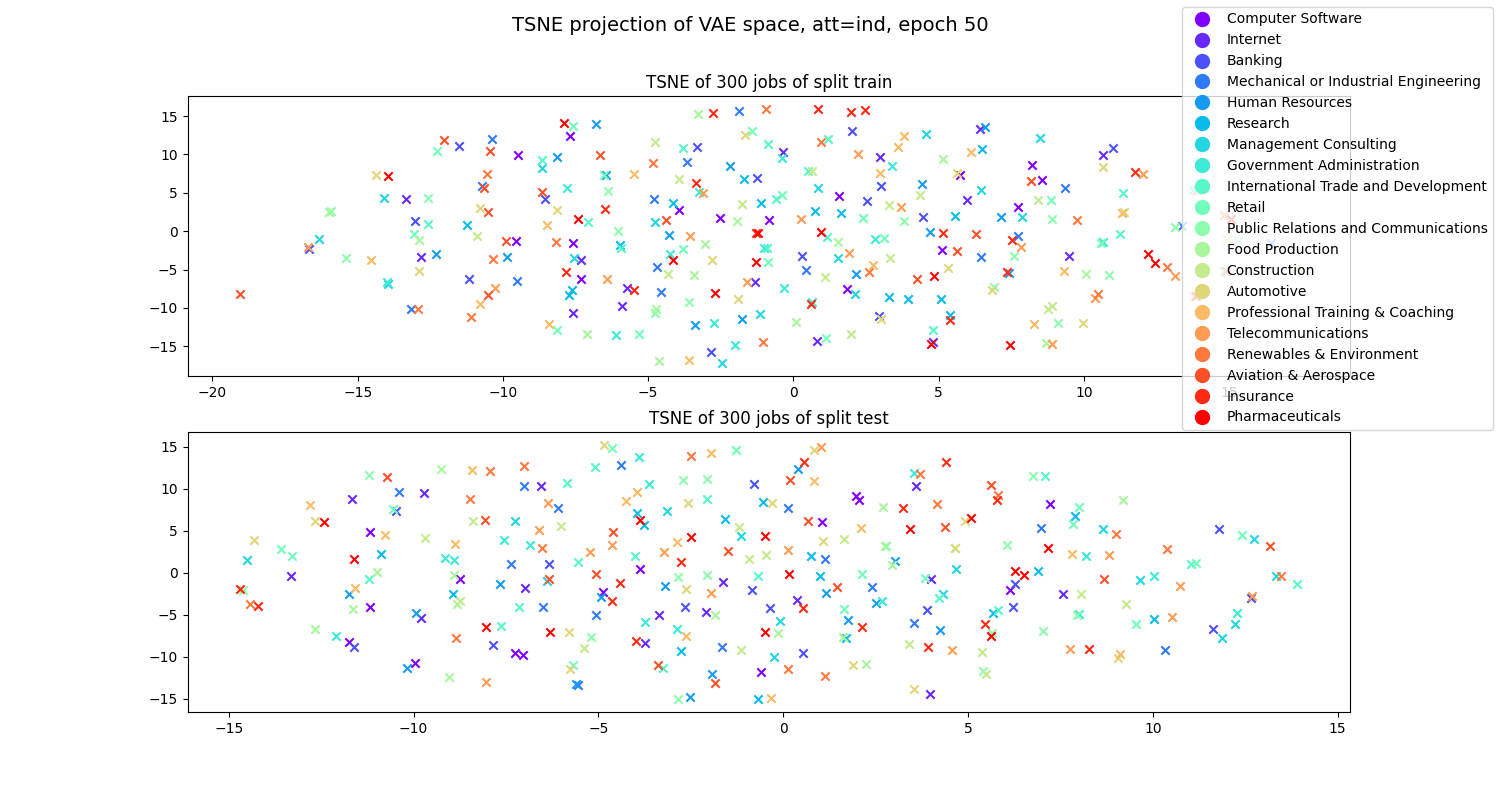 TSNE projection of VAE space, att=ind, epoch 50
TSNE of 300 jobs of split train
15
10
5
0
−5
−10
−15
−20
−15
−10
−5
0
5
10
15
TSNE of 300 jobs of split test
15
10
5
0
−5
−10
−15
−15
−10
−5
0
5
10
15
Computer Software
Internet
Banking
Mechanical or Industrial Engineering
Human Resources
Research
Management Consulting
Government Administration
International Trade and Development
Retail
Public Relations and Communications
Food Production
Construction
Automotive
Professional Training & Coaching
Telecommunications
Renewables & Environment
Aviation & Aerospace
Insurance
Pharmaceuticals